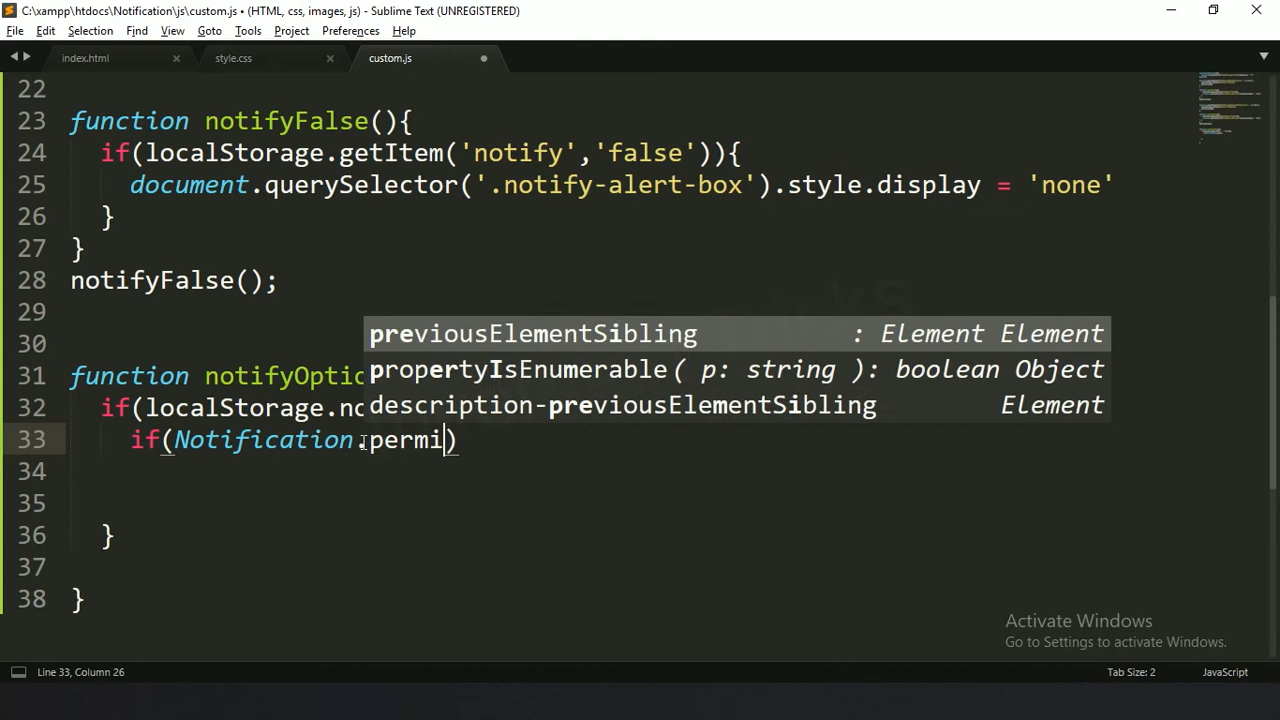 C:\xampp\htdocs\Notification\js\custom.js • (HTML, css, images, js) - Sublime Text (UNREGISTERED)
File Edit Selection Find View Goto Tools Project Preferences Help
index.html style.css custom.js
22
23 function notifyFalse(){
24 if(localStorage.getItem('notify','false')){
25 document.querySelector('.notify-alert-box').style.display = 'none'
26 }
27 }
28 notifyFalse();
29
30
previousElementSibling : Element Element
31 function notifyOptio
propertyIsEnumerable( p: string ): boolean Object
32 if(localStorage.no
description-previousElementSibling Element
33 if(Notification.permi)
34
35
36 }
37
38 }
Activate Windows
Go to Settings to activate Windows.
Line 33, Column 26 Tab Size: 2 JavaScript